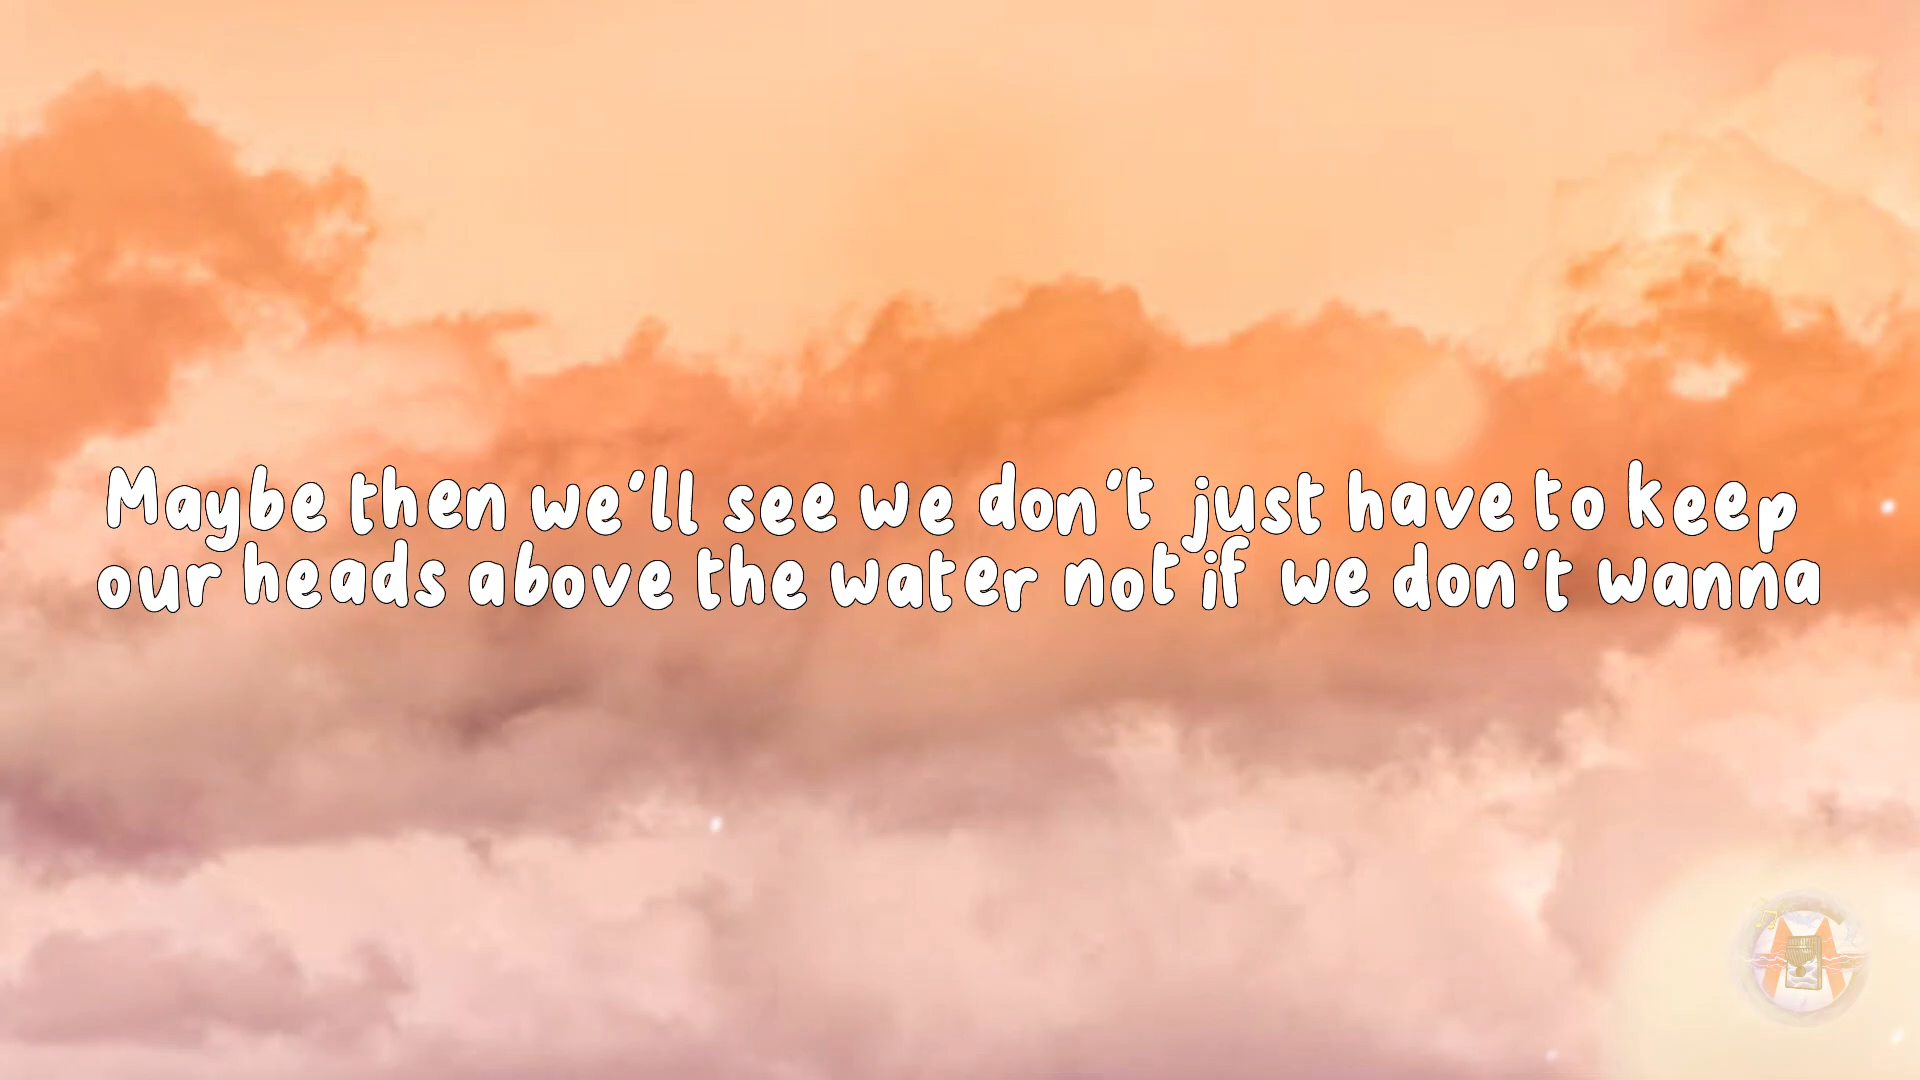 Maybe then we'll see we don't just have to keep
our heads above the water not if we don't wanna